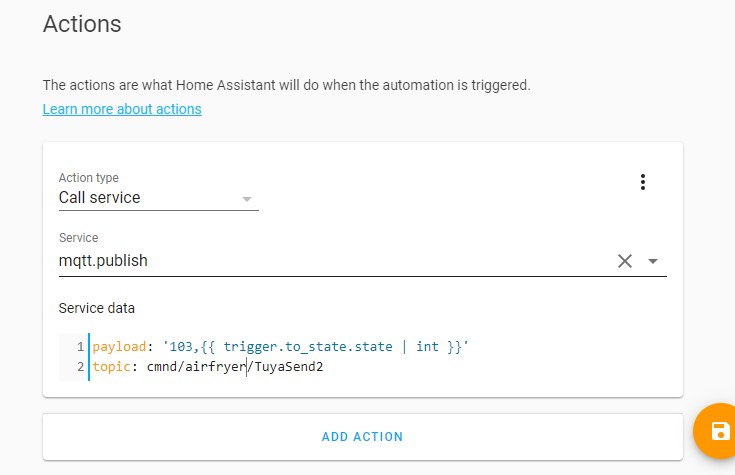 Actions
The actions are what Home Assistant will do when the automation is triggered.
Learn more about actions
Action type
Call service
Service
mqtt.publish
Service data
1 payload: '103,{{ trigger.to_state.state | int }}'
2 topic: cmnd/airfryer/TuyaSend2
ADD ACTION